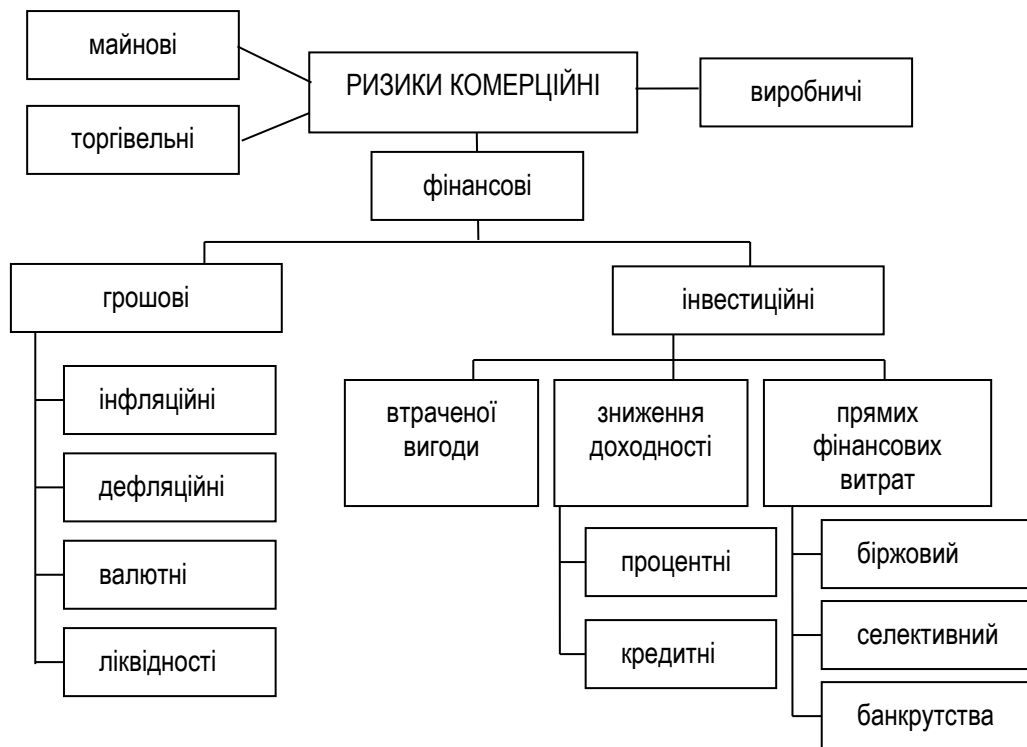 майнові
РИЗИКИ КОМЕРЦІЙНІ
виробничі
торгівельні
фінансові
грошові
інвестиційні
інфляційні
дефляційні
валютні
ліквідності
втраченої
вигоди
зниження
доходності
процентні
кредитні
прямих
фінансових
витрат
біржовий
селективний
банкрутства